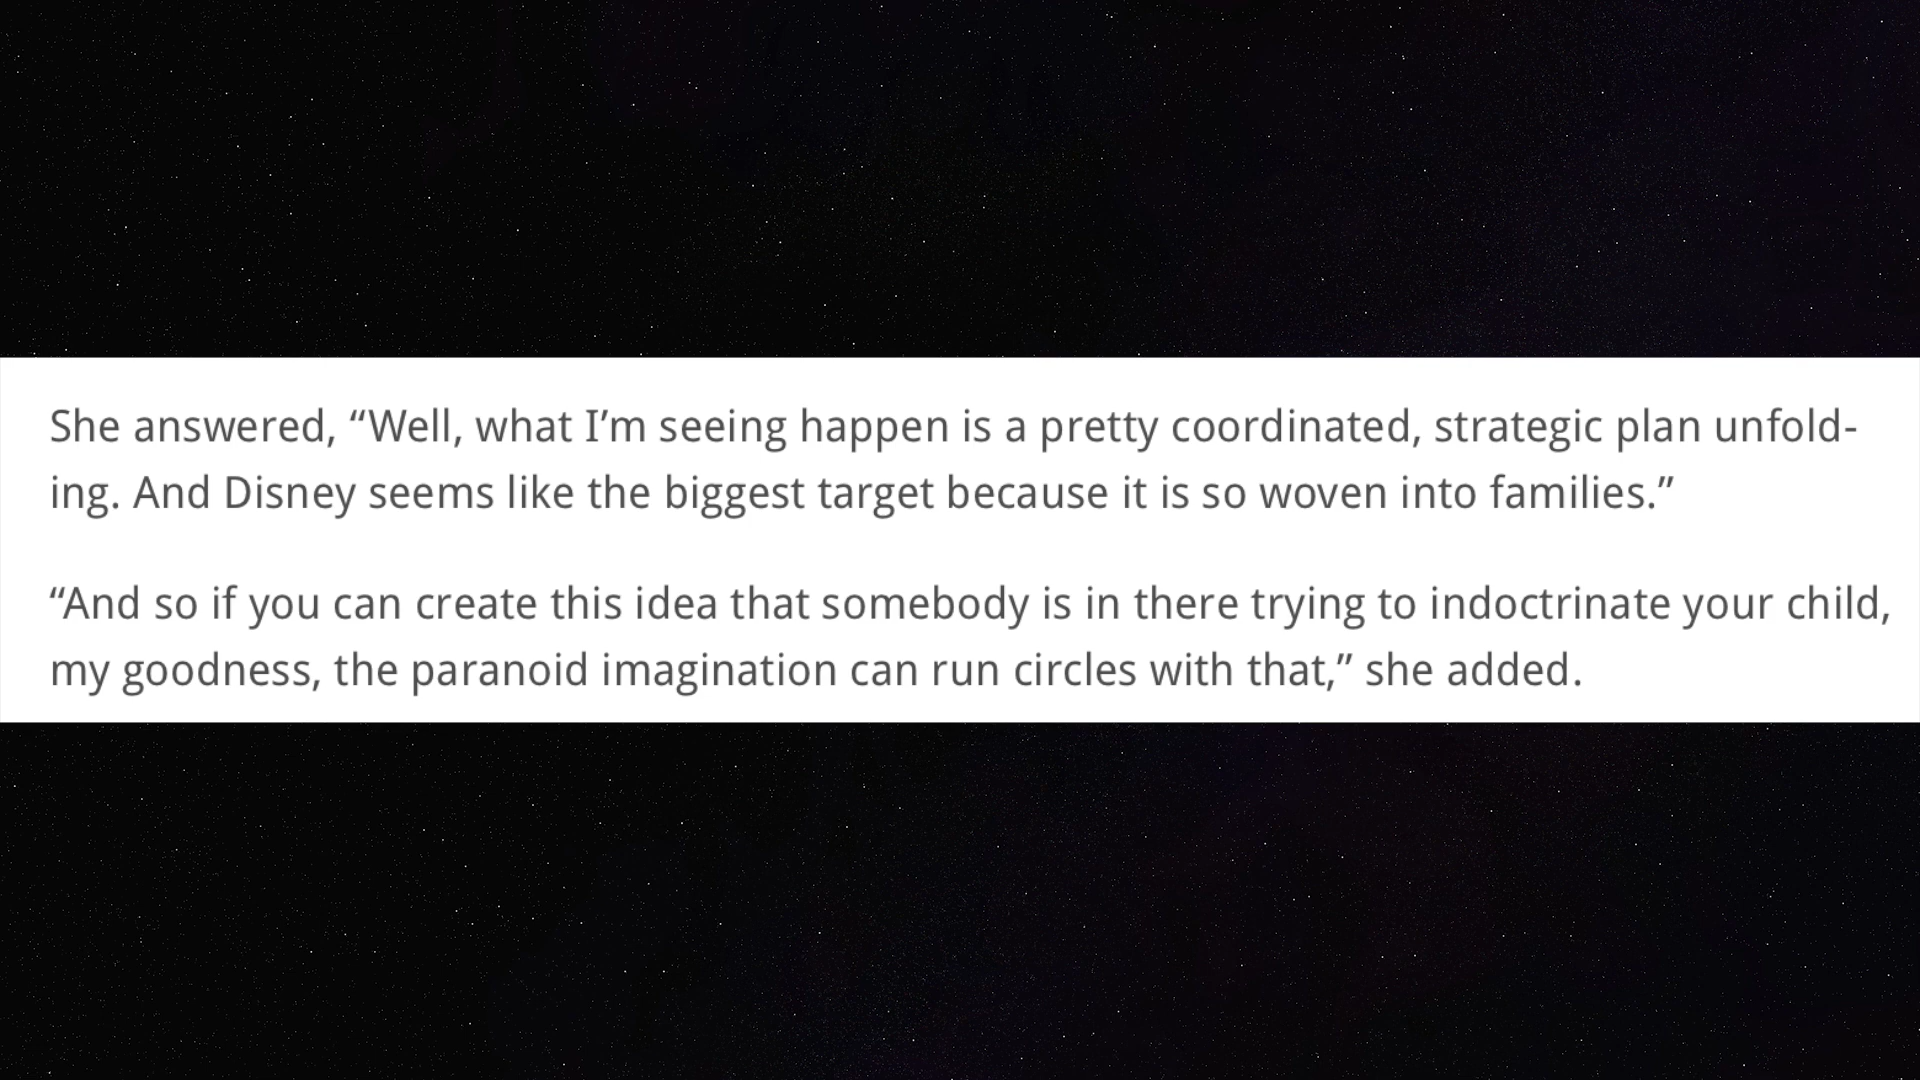 She answered, “Well, what I’m seeing happen is a pretty coordinated, strategic plan unfold-
ing. And Disney seems like the biggest target because it is so woven into families.”
“And so if you can create this idea that somebody is in there trying to indoctrinate your child,
my goodness, the paranoid imagination can run circles with that,” she added.